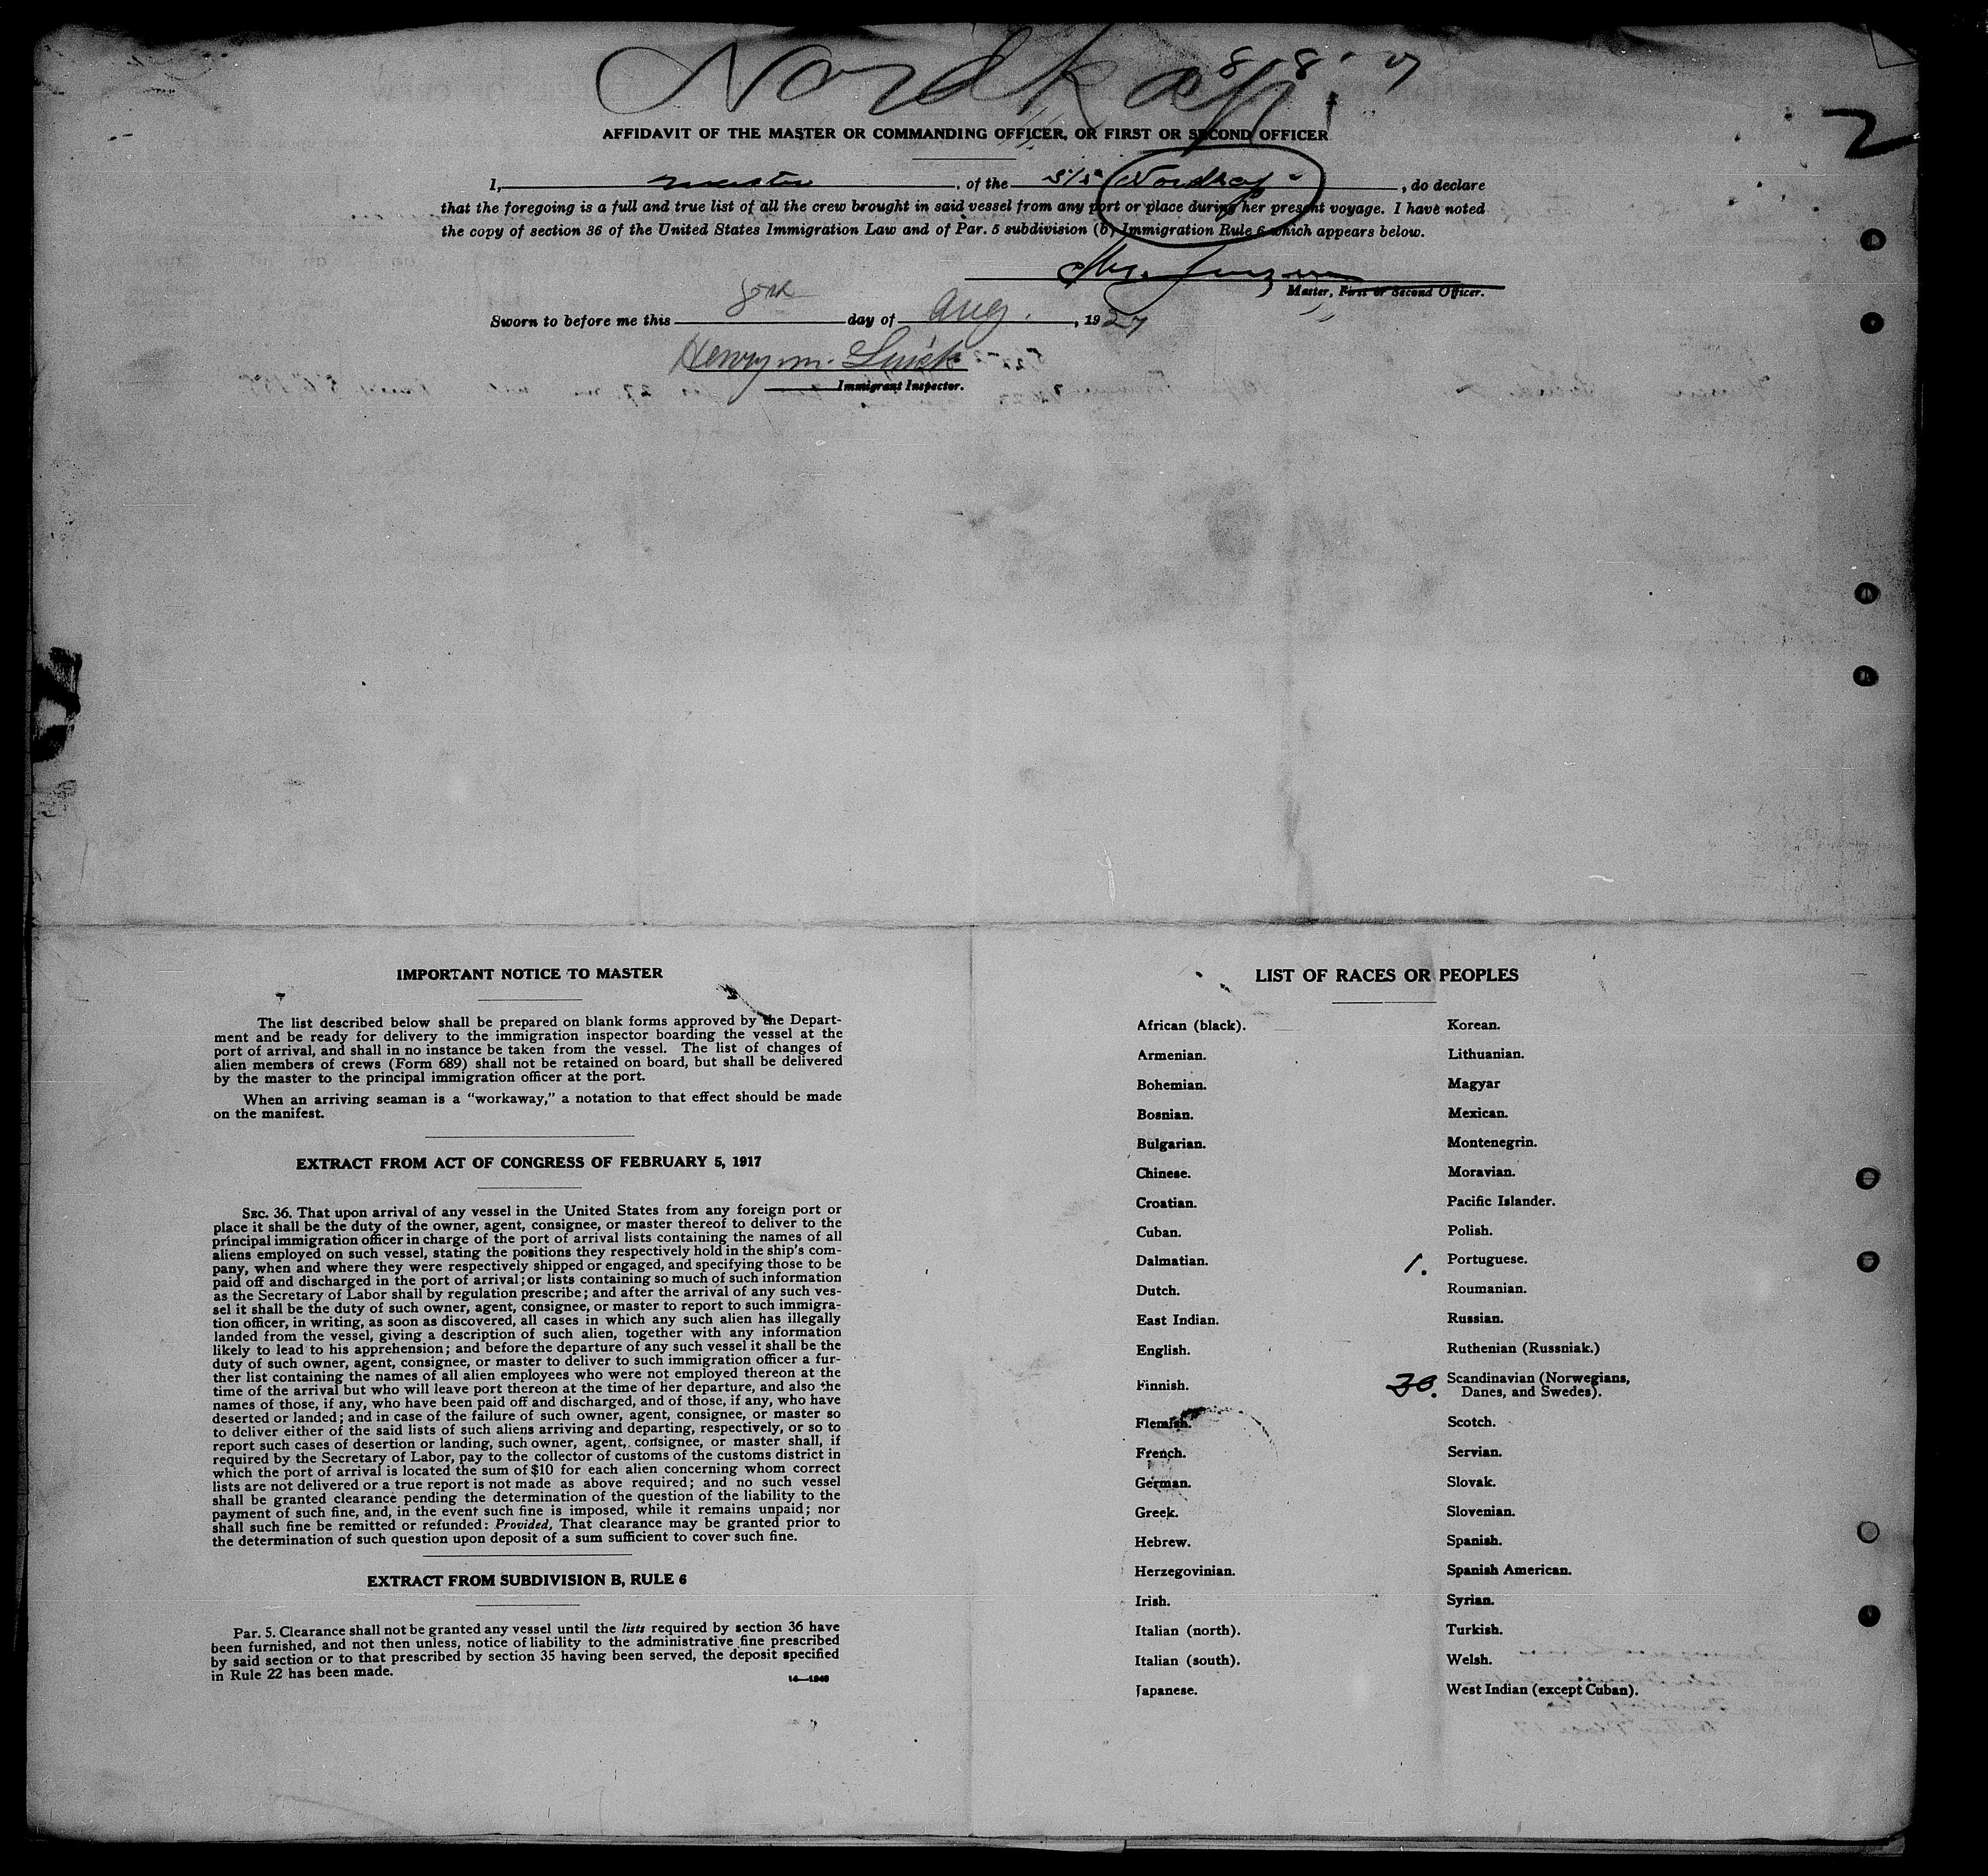 Nordkap 8-8-27
2
AFFIDAVIT OF THE MASTER OR COMMANDING OFFICER, OR FIRST OR SECOND OFFICER
I, master, of the S/S Nordkap, do declare
that the foregoing is a full and true list of all the crew brought in said vessel from any port or place during her present voyage. I have noted
the copy of section 36 of the United States Immigration Law and of Par. 5 subdivision (b) Immigration Rule 6 which appears below.
Master, First or Second Officer.
Sworn to before me this 8th day of Aug., 1927
Henry m.
Immigrant Inspector.
IMPORTANT NOTICE TO MASTER
The list described below shall be prepared on blank forms approved by the Depart-
ment and be ready for delivery to the immigration inspector boarding the vessel at the
port of arrival, and shall in no instance be taken from the vessel. The list of changes of
alien members of crews (Form 689) shall not be retained on board, but shall be delivered
by the master to the principal immigration officer at the port.
When an arriving seaman is a "workaway," a notation to that effect should be made
on the manifest.
EXTRACT FROM ACT OF CONGRESS OF FEBRUARY 5, 1917
SEC. 36. That upon arrival of any vessel in the United States from any foreign port or
place it shall be the duty of the owner, agent, consignee, or master thereof to deliver to the
principal immigration officer in charge of the port of arrival lists containing the names of all
aliens employed on such vessel, stating the positions they respectively hold in the ship's com-
pany, when and where they were respectively shipped or engaged, and specifying those to be
paid off and discharged in the port of arrival; or lists containing so much of such information
as the Secretary of Labor shall by regulation prescribe; and after the arrival of any such ves-
sel it shall be the duty of such owner, agent, consignee, or master to report to such immigra-
tion officer, in writing, as soon as discovered, all cases in which any such alien has illegally
landed from the vessel, giving a description of such alien, together with any information
likely to lead to his apprehension; and before the departure of any such vessel it shall be the
duty of such owner, agent, consignee, or master to deliver to such immigration officer a fur-
ther list containing the names of all alien employees who were not employed thereon at the
time of the arrival but who will leave port thereon at the time of her departure, and also the
names of those, if any, who have been paid off and discharged, and of those, if any, who have
deserted or landed; and in case of the failure of such owner, agent, consignee, or master so
to deliver either of the said lists of such aliens arriving and departing, respectively, or so to
report such cases of desertion or landing, such owner, agent, consignee, or master shall, if
required by the Secretary of Labor, pay to the collector of customs of the customs district in
which the port of arrival is located the sum of $10 for each alien concerning whom correct
lists are not delivered or a true report is not made as above required; and no such vessel
shall be granted clearance pending the determination of the question of the liability to the
payment of such fine, and, in the event such fine is imposed, while it remains unpaid; nor
shall such fine be remitted or refunded: Provided, That clearance may be granted prior to
the determination of such question upon deposit of a sum sufficient to cover such fine.
EXTRACT FROM SUBDIVISION B, RULE 6
Par. 5. Clearance shall not be granted any vessel until the lists required by section 36 have
been furnished, and not then unless, notice of liability to the administrative fine prescribed
by said section or to that prescribed by section 35 having been served, the deposit specified
in Rule 22 has been made.
14—1940
LIST OF RACES OR PEOPLES
African (black).
Armenian.
Bohemian.
Bosnian.
Bulgarian.
Chinese.
Croatian.
Cuban.
Dalmatian.
Dutch.
East Indian.
English.
Finnish.
Flemish.
French.
German.
Greek.
Hebrew.
Herzegovinian.
Irish.
Italian (north).
Italian (south).
Japanese.
Korean.
Lithuanian.
Magyar
Mexican.
Montenegrin.
Moravian.
Pacific Islander.
Polish.
1. Portuguese.
Roumanian.
Russian.
Ruthenian (Russniak.)
30. Scandinavian (Norwegians,
Danes, and Swedes).
Scotch.
Servian.
Slovak.
Slovenian.
Spanish.
Spanish American.
Syrian.
Turkish.
Welsh.
West Indian (except Cuban).